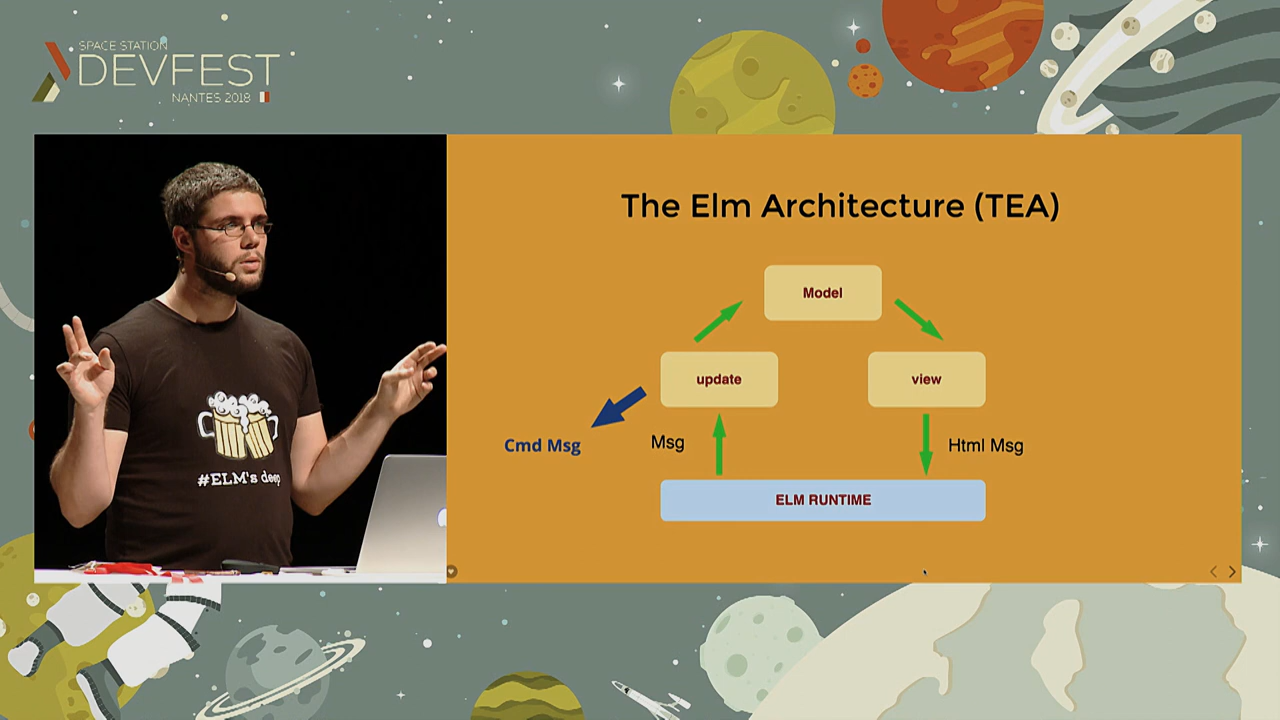 SPACE STATION
DEVFEST
NANTES 2018
The Elm Architecture (TEA)
Model
update
view
Cmd Msg
Msg
Html Msg
ELM RUNTIME
#ELM's deep